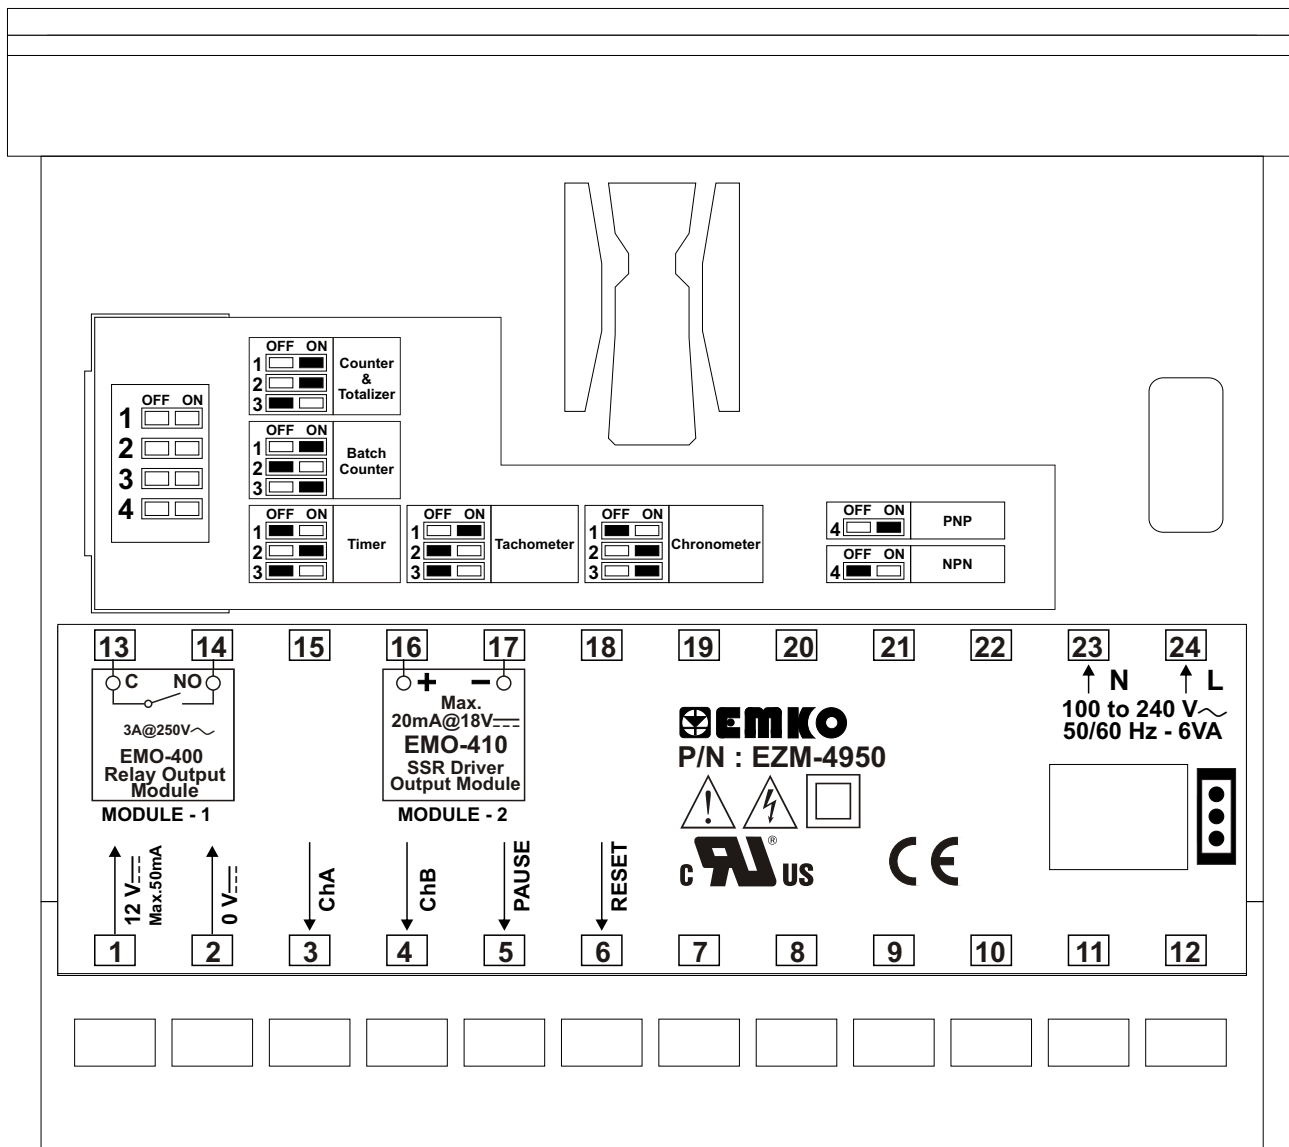 OFF ON
1
2
3
4
OFF ON
1
2
3
Counter
&
Totalizer
OFF ON
1
2
3
Batch
Counter
OFF ON
1
2
3
Timer
OFF ON
1
2
3
Tachometer
OFF ON
1
2
3
Chronometer
OFF ON
4
PNP
OFF ON
4
NPN
13 14 15 16 17 18 19 20 21 22 23 24
C NO
3A@250V~
EMO-400
Relay Output
Module
MODULE - 1
+ −
Max.
20mA@18V⎓
EMO-410
SSR Driver
Output Module
MODULE - 2
EMKO
P/N : EZM-4950
C RU ® US
CE
N L
100 to 240 V~
50/60 Hz - 6VA
12 V⎓
Max.50mA
0 V⎓
ChA
ChB
PAUSE
RESET
1 2 3 4 5 6 7 8 9 10 11 12